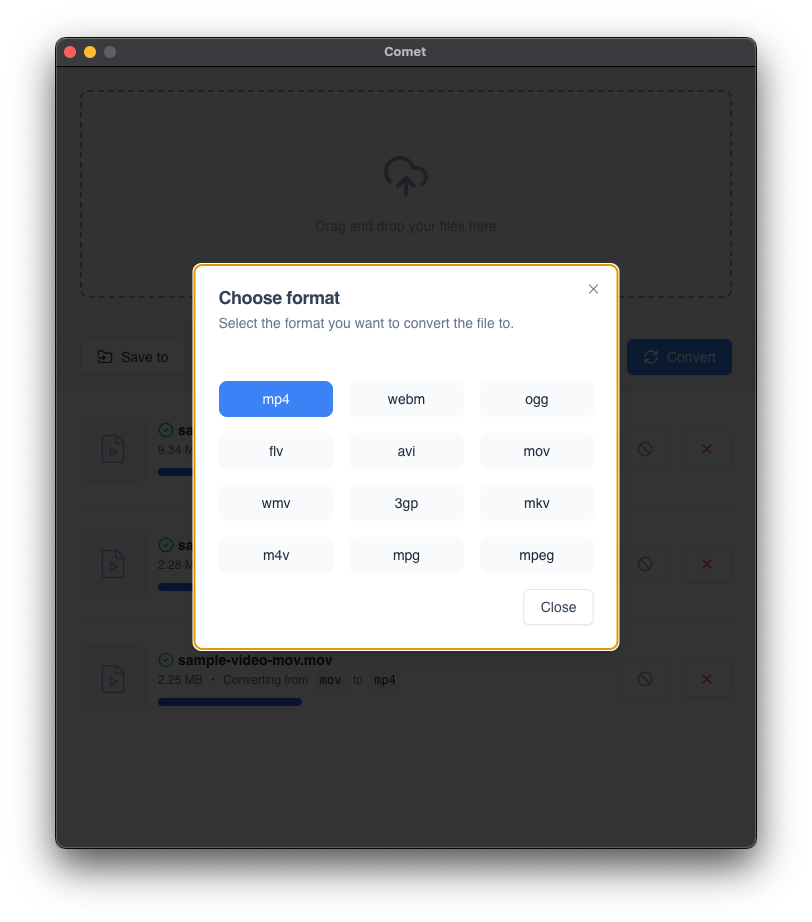 Comet
Drag and drop your files here
Choose format
Select the format you want to convert the file to.
Save to
Convert
mp4 webm ogg
flv avi mov
wmv 3gp mkv
m4v mpg mpeg
Close
9.34
2.28
sample-video-mov.mov
2.25 MB · Converting from mov to mp4